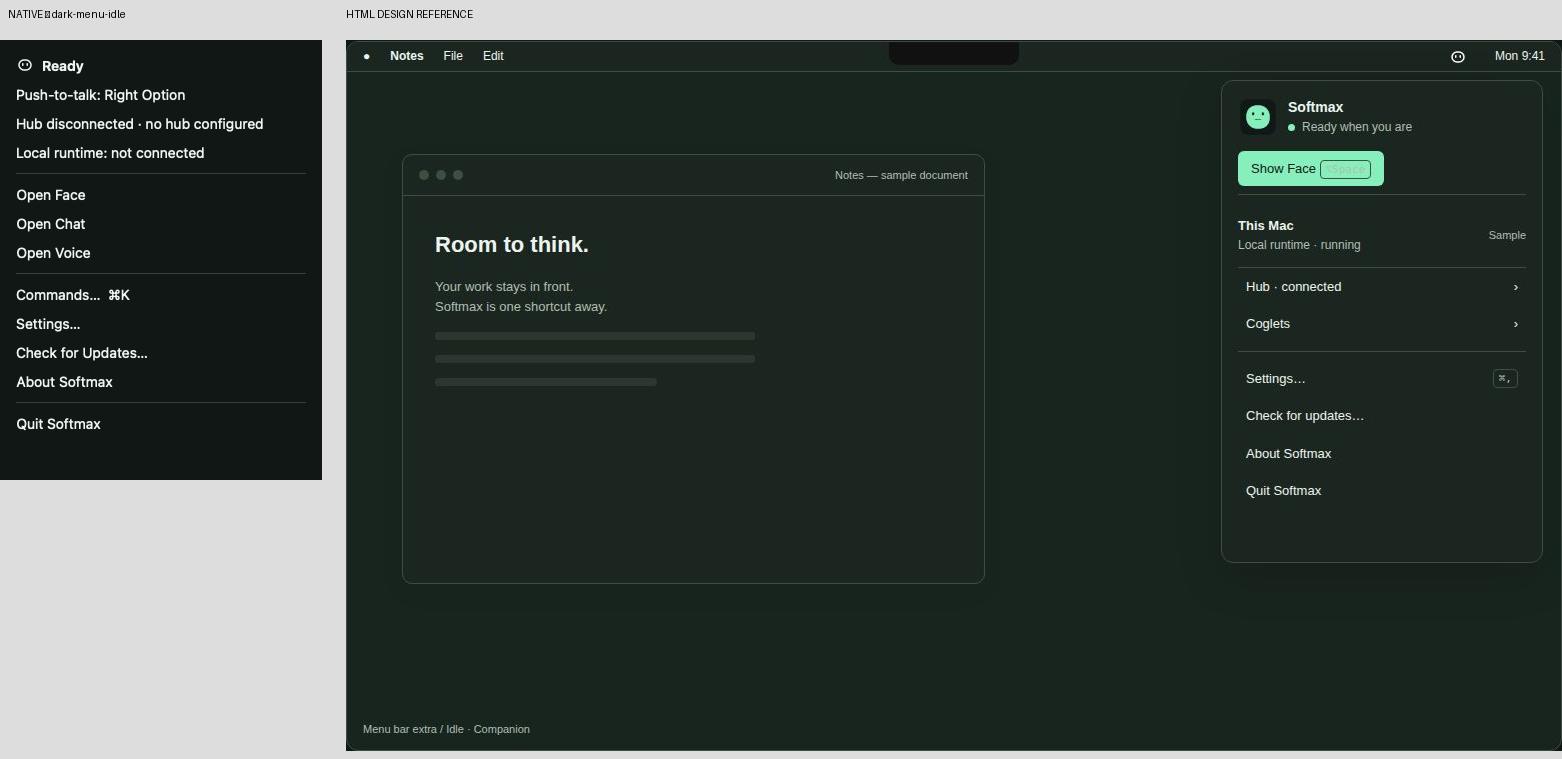 NATIVE dark-menu-idle
Ready
Push-to-talk: Right Option
Hub disconnected · no hub configured
Local runtime: not connected
Open Face
Open Chat
Open Voice
Commands... ⌘K
Settings...
Check for Updates...
About Softmax
Quit Softmax
HTML DESIGN REFERENCE
Notes File Edit
Mon 9:41
Notes — sample document
Room to think.
Your work stays in front.
Softmax is one shortcut away.
Softmax
Ready when you are
Show Face ⌥Space
This Mac
Local runtime · running
Sample
Hub · connected ›
Coglets ›
Settings… ⌘,
Check for updates…
About Softmax
Quit Softmax
Menu bar extra / Idle · Companion